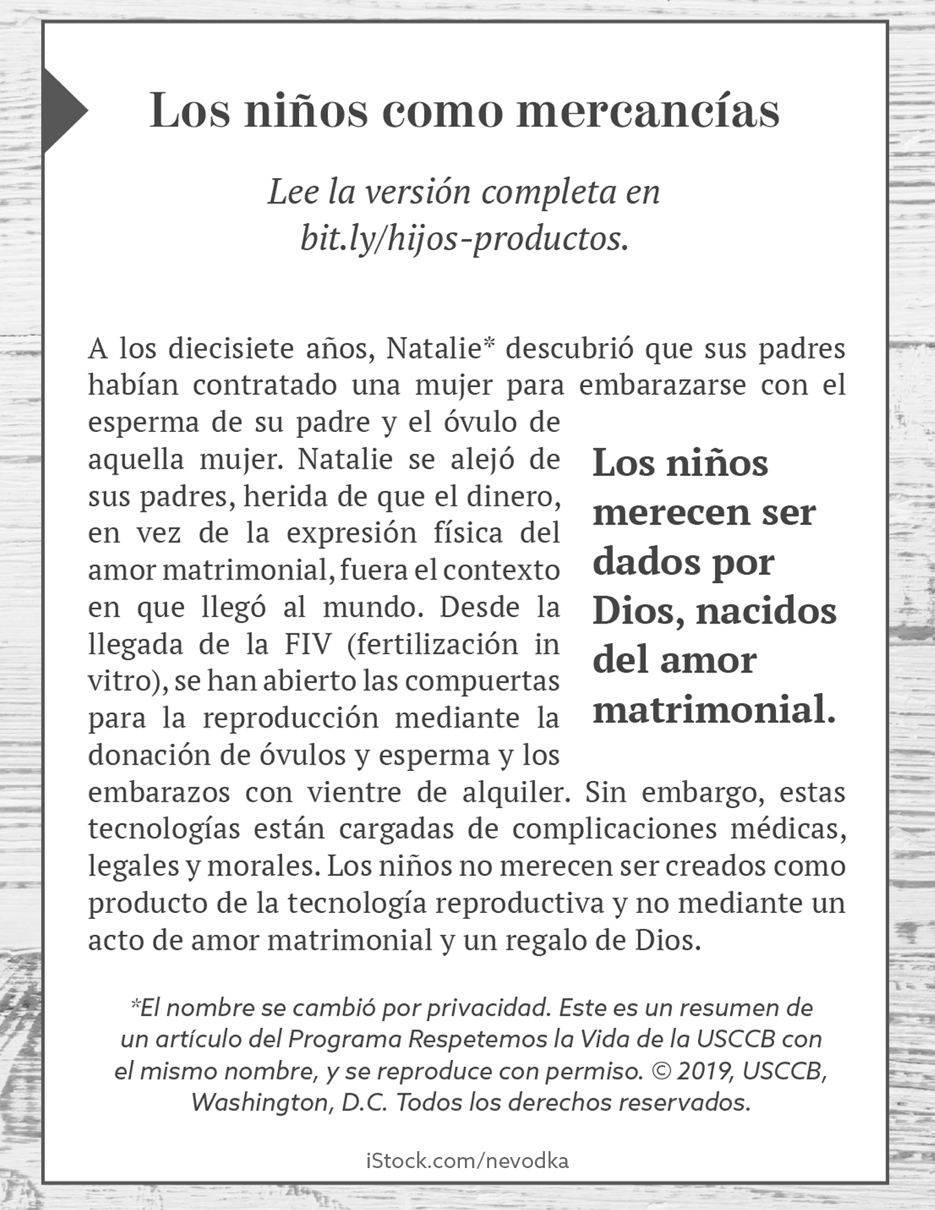 Los niños como mercancías
Lee la versión completa en
bit.ly/hijos-productos.
A los diecisiete años, Natalie* descubrió que sus padres
habían contratado una mujer para embarazarse con el
esperma de su padre y el óvulo de
aquella mujer. Natalie se alejó de
sus padres, herida de que el dinero,
en vez de la expresión física del
amor matrimonial, fuera el contexto
en que llegó al mundo. Desde la
llegada de la FIV (fertilización in
vitro), se han abierto las compuertas
para la reproducción mediante la
donación de óvulos y esperma y los
embarazos con vientre de alquiler. Sin embargo, estas
tecnologías están cargadas de complicaciones médicas,
legales y morales. Los niños no merecen ser creados como
producto de la tecnología reproductiva y no mediante un
acto de amor matrimonial y un regalo de Dios.
Los niños
merecen ser
dados por
Dios, nacidos
del amor
matrimonial.
*El nombre se cambió por privacidad. Este es un resumen de
un artículo del Programa Respetemos la Vida de la USCCB con
el mismo nombre, y se reproduce con permiso. © 2019, USCCB,
Washington, D.C. Todos los derechos reservados.
iStock.com/nevodka